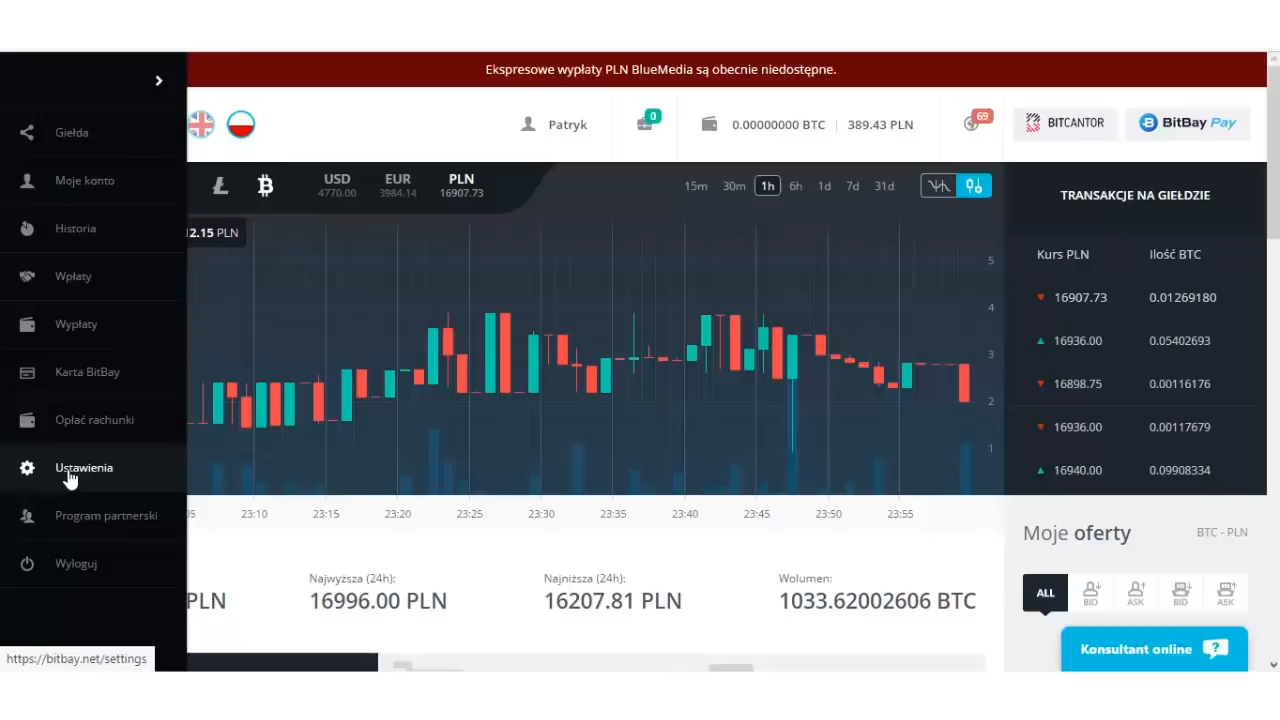 Ekspresowe wypłaty PLN BlueMedia są obecnie niedostępne.
Giełda
Moje konto
Historia
Wpłaty
Wypłaty
Karta BitBay
Opłać rachunki
Ustawienia
Program partnerski
Wyloguj
https://bitbay.net/settings
Patryk
0
0.00000000 BTC
389.43 PLN
69
BITCANTOR
BitBay Pay
USD
4770.00
EUR
3984.14
PLN
16907.73
15m
30m
1h
6h
1d
7d
31d
2.15 PLN
5
4
3
2
1
23:10
23:15
23:20
23:25
23:30
23:35
23:40
23:45
23:50
23:55
PLN
Najwyższa (24h):
16996.00 PLN
Najniższa (24h):
16207.81 PLN
Wolumen:
1033.62002606 BTC
TRANSAKCJE NA GIEŁDZIE
Kurs PLN Ilość BTC
16907.73 0.01269180
16936.00 0.05402693
16898.75 0.00116176
16936.00 0.00117679
16940.00 0.09908334
Moje oferty
BTC - PLN
ALL
BID
ASK
BID
ASK
Konsultant online